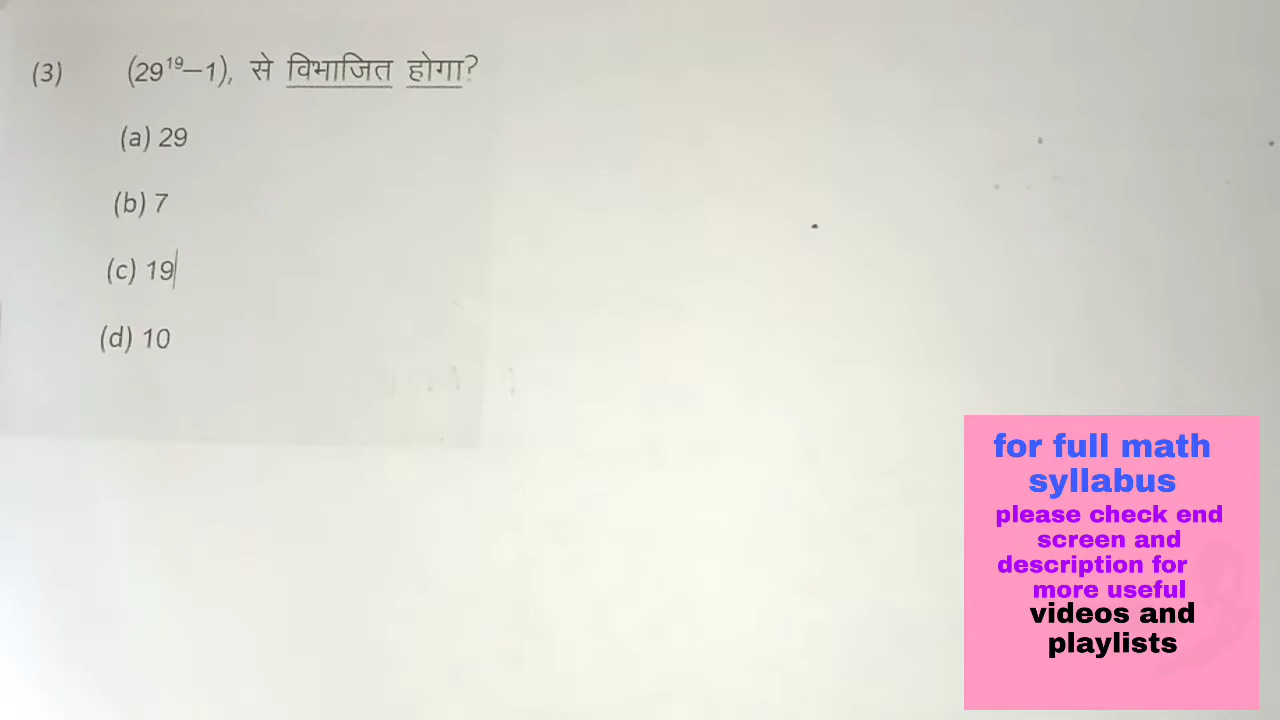 (3) (29¹⁹–1), से विभाजित होगा?
(a) 29
(b) 7
(c) 19
(d) 10
for full math
syllabus
please check end
screen and
description for
more useful
videos and
playlists